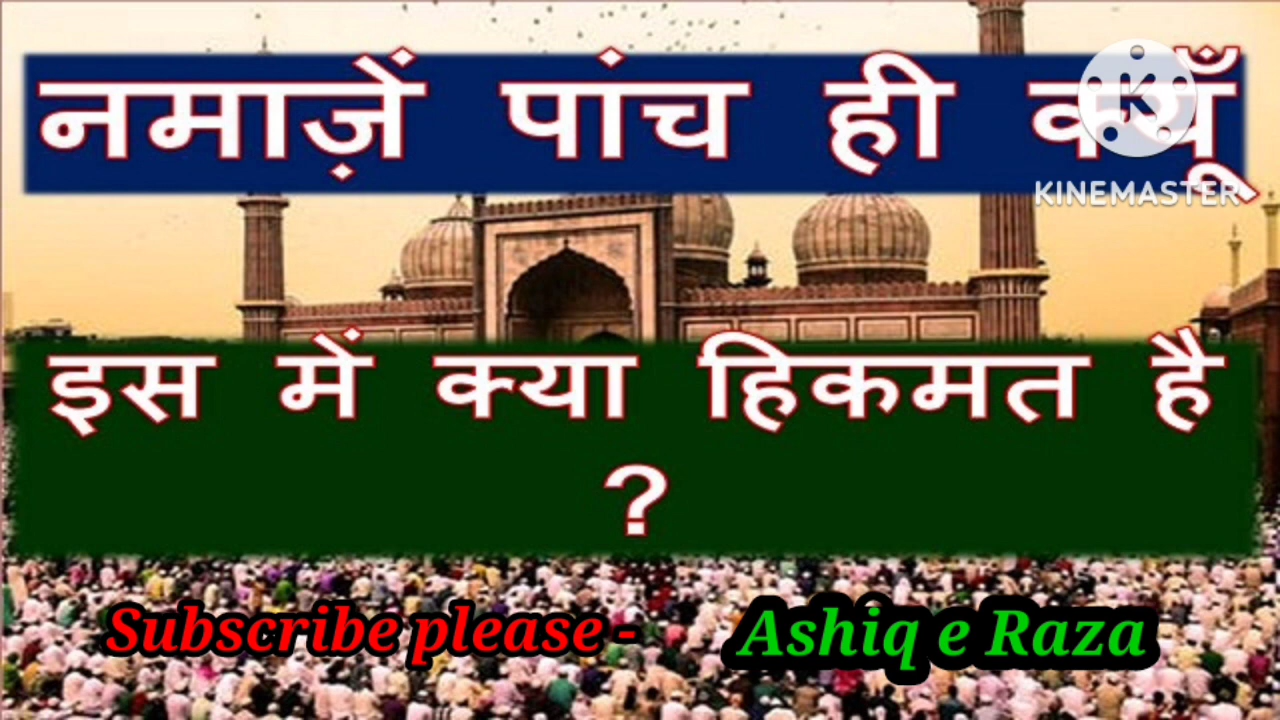 नमाज़ें पांच ही क्यूँ
K
KINEMASTER
इस में क्या हिकमत है
?
Subscribe please - Ashiq e Raza